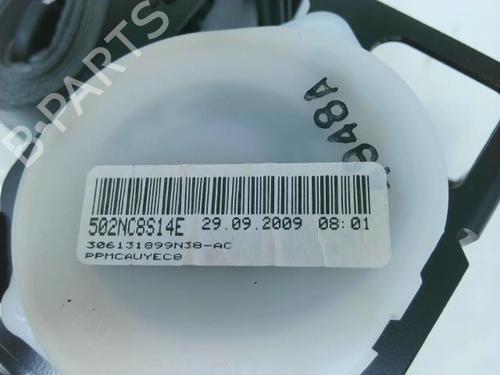 B-PARTS
502NC8S14E 29.09.2009 08:01
306131899N38-AC
PPMCAUYEC8